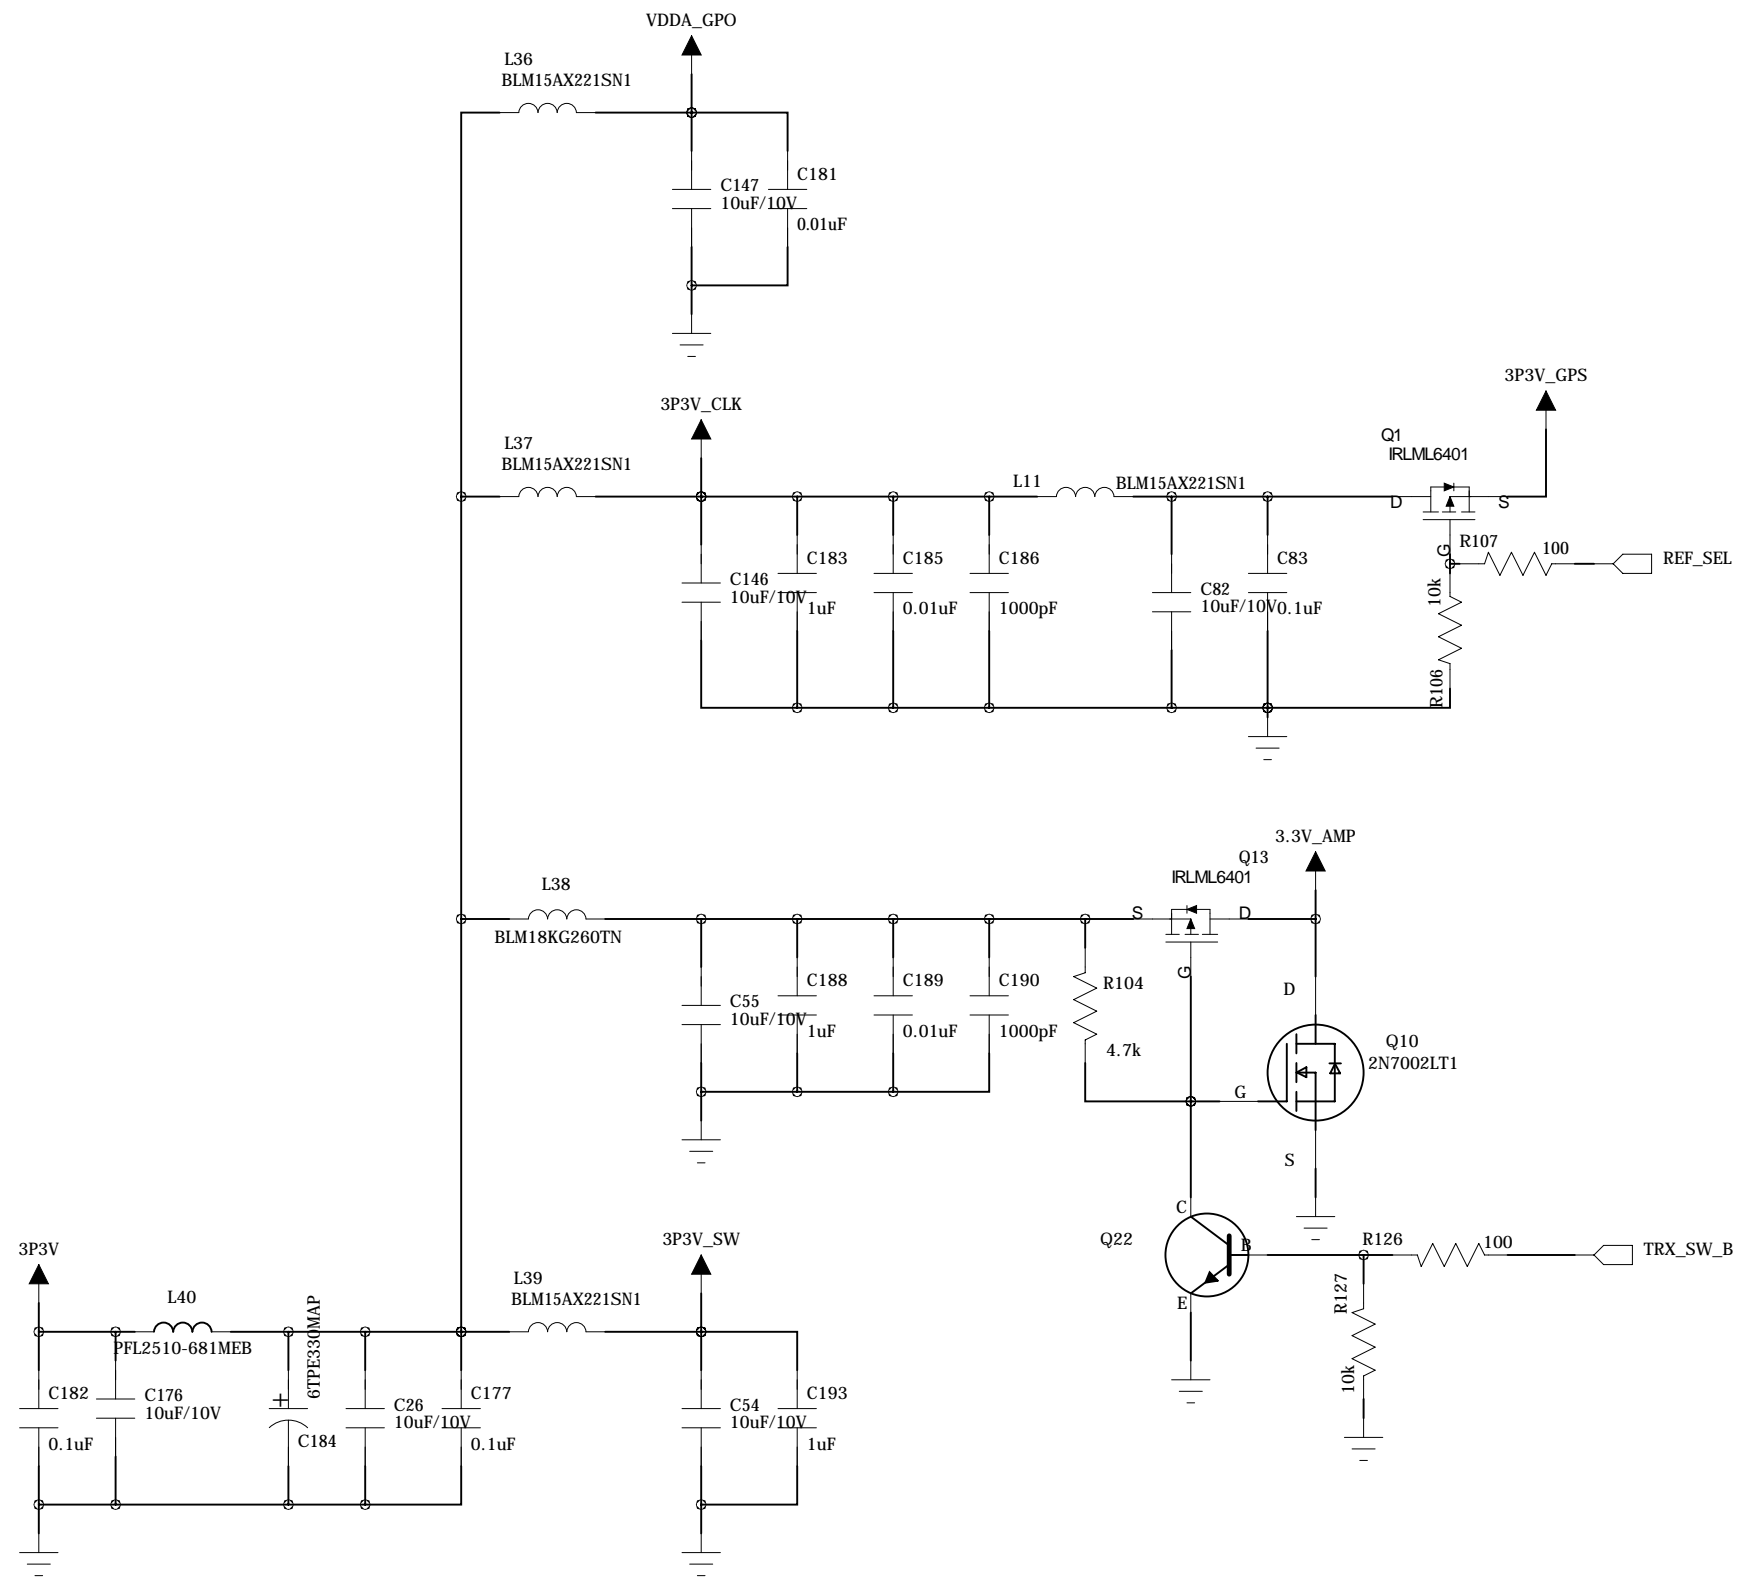 VDDA_GPO
L36
BLM15AX221SN1
C147
10uF/10V
C181
0.01uF
3P3V_GPS
3P3V_CLK
L37
BLM15AX221SN1
L11
BLM15AX221SN1
Q1
IRLML6401
D
S
G
R107
100
REF_SEL
10k
R106
C146
10uF/10V
C183
1uF
C185
0.01uF
C186
1000pF
C82
10uF/10V
C83
0.1uF
3.3V_AMP
Q13
IRLML6401
L38
BLM18KG260TN
S
D
G
C55
10uF/10V
C188
1uF
C189
0.01uF
C190
1000pF
R104
4.7k
D
G
S
Q10
2N7002LT1
Q22
C
B
E
R126
100
TRX_SW_B
R127
10k
3P3V
L40
PFL2510-681MEB
6TPE330MAP
L39
BLM15AX221SN1
3P3V_SW
C182
0.1uF
C176
10uF/10V
+
C184
C26
10uF/10V
C177
0.1uF
C54
10uF/10V
C193
1uF